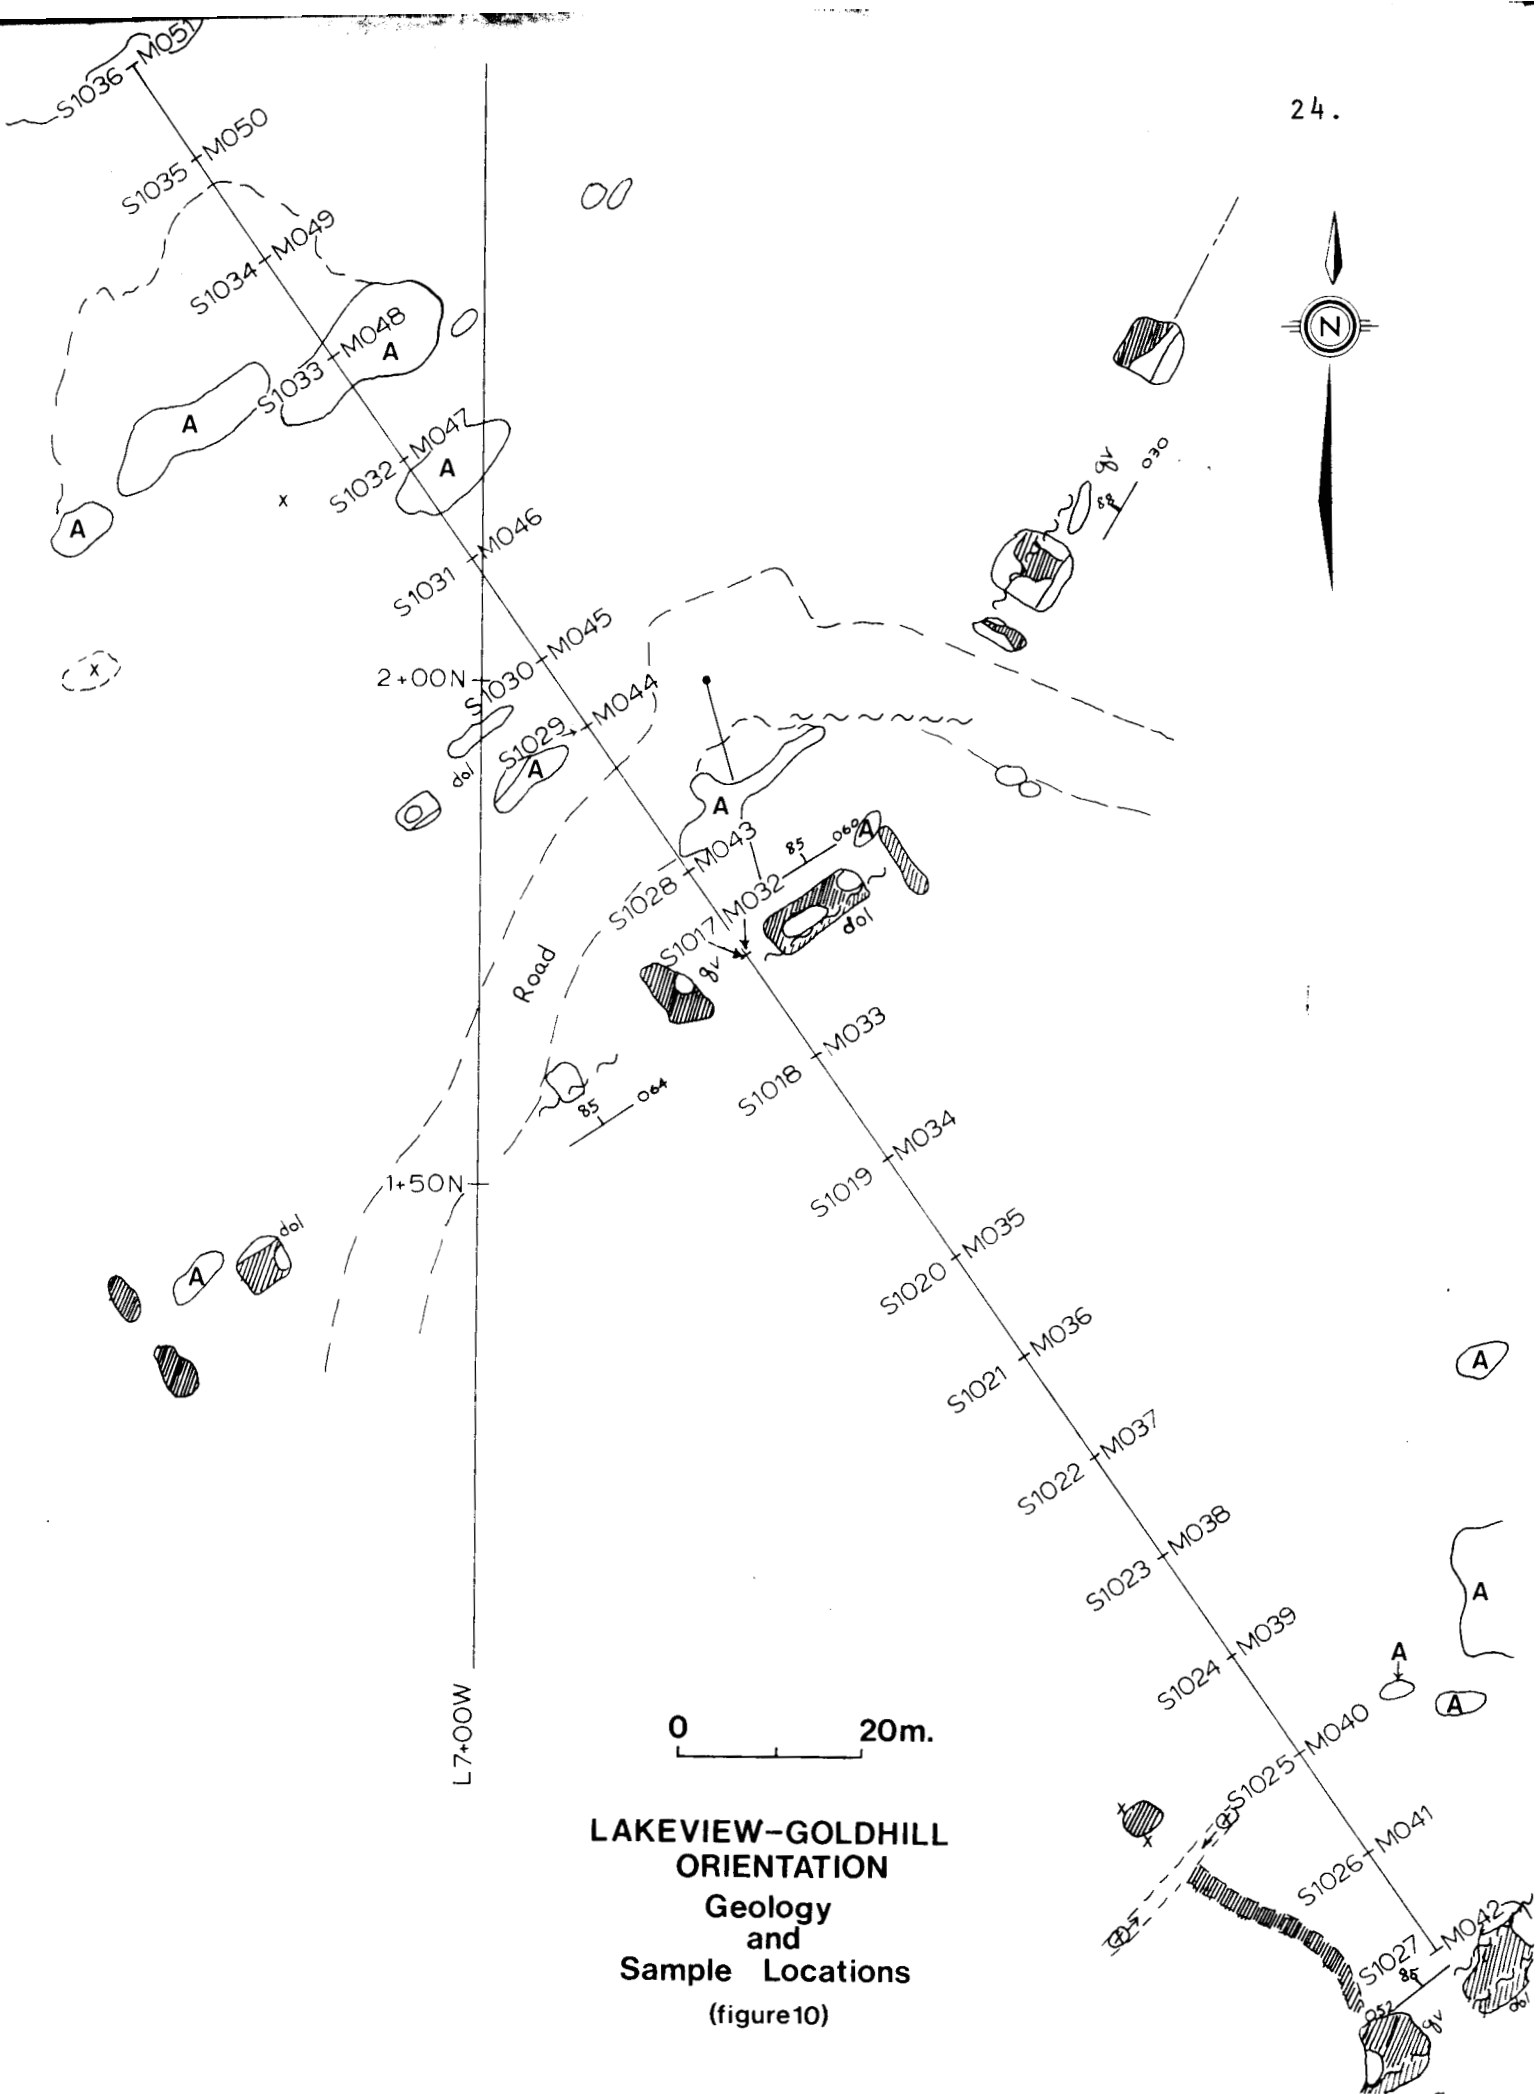 24.
S1036 M051
S1035 M050
S1034 M049
N
S1033 M048
A
A
S1032 M047
A
x
A
gv
88 030
S1031 M046
S1030 M045
x
2+00N
S1029 M044
A
dol
A
S1028 M043
85 060
A
S1017 M032
dol
gv
Road
S1018 M033
85 064
S1019 M034
1+50N
dol
A
S1020 M035
S1021 M036
A
S1022 M037
S1023 M038
A
S1024 M039
A
A
L7+00W
0 20m.
S1025 M040
S1026 M041
S1027 M042
85
052
gv
dol
LAKEVIEW-GOLDHILL
ORIENTATION
Geology
and
Sample Locations
(figure10)